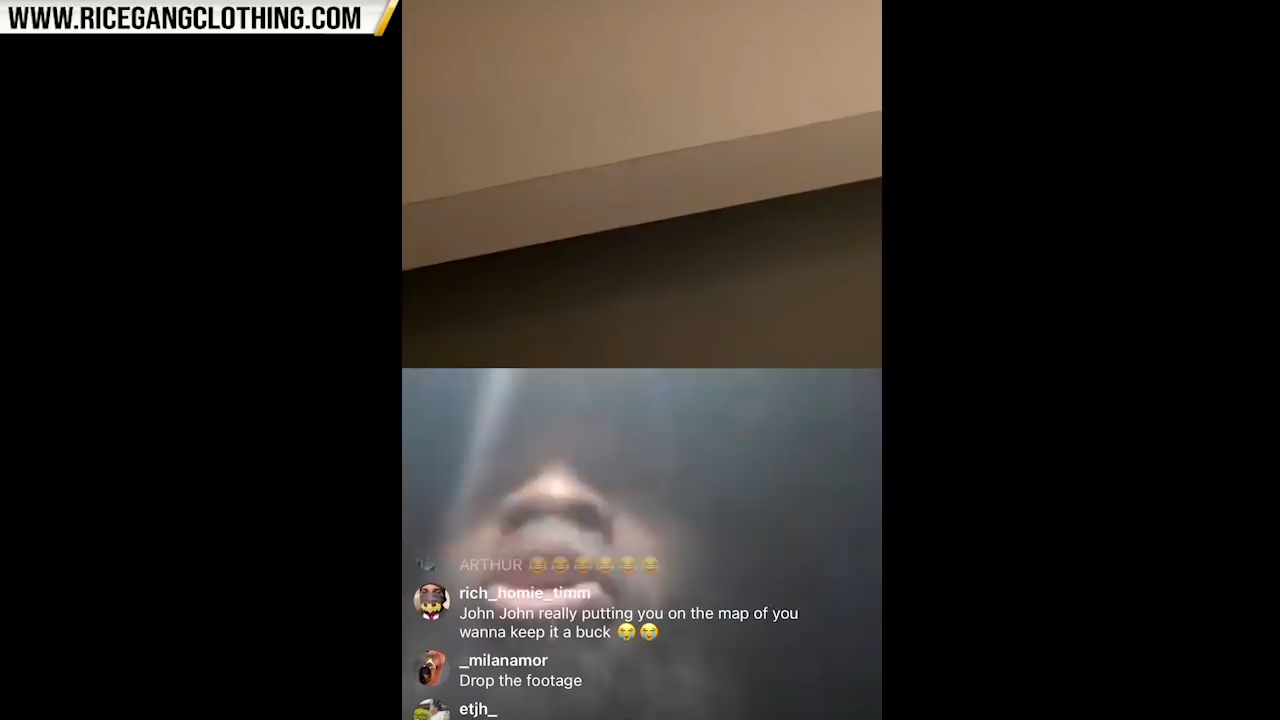 WWW.RICEGANGCLOTHING.COM
ARTHUR 😂😂😂😂😂😂
rich_homie_timm
John John really putting you on the map of you
wanna keep it a buck 😭😭
_milanamor
Drop the footage
etjh_